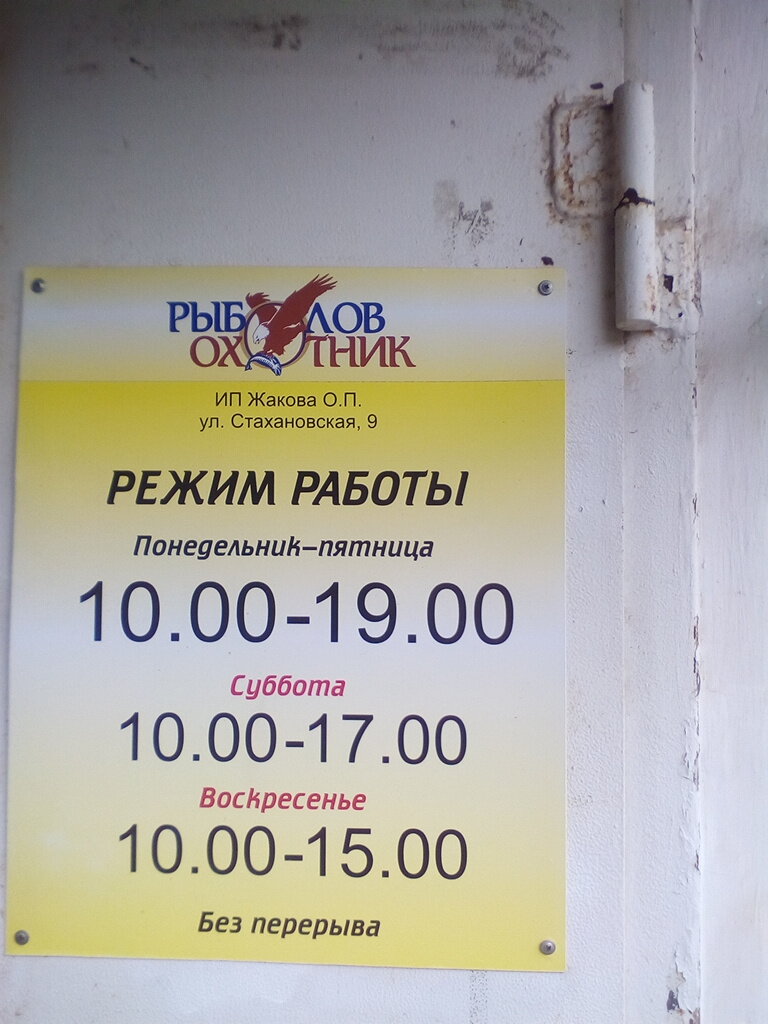 РЫБОЛОВ
ОХОТНИК
ИП Жакова О.П.
ул. Стахановская, 9
РЕЖИМ РАБОТЫ
Понедельник–пятница
10.00-19.00
Суббота
10.00-17.00
Воскресенье
10.00-15.00
Без перерыва